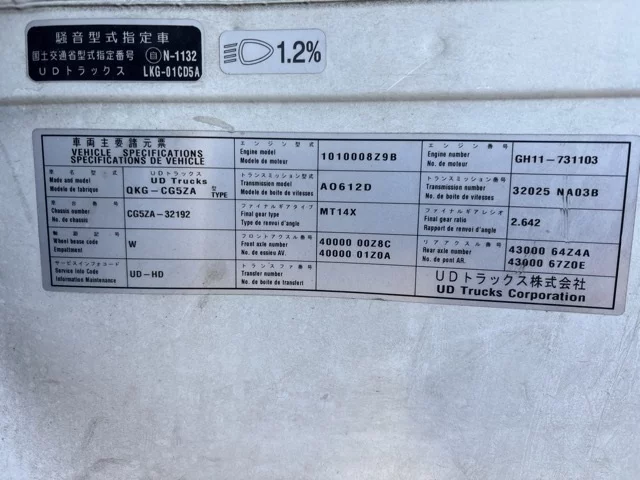 騒音型式指定車
国土交通省型式指定番号 自 N-1132
UDトラックス LKG-01CD5A
1.2%
車両主要諸元票
VEHICLE SPECIFICATIONS
SPECIFICATIONS DE VEHICLE
エンジン型式
Engine model
Modele de moteur
1010008Z9B
エンジン番号
Engine number
No. de moteur
GH11-731103
車名型式
Made and model
Modele de fabrique
UDトラックス
UD Trucks
QKG-CG5ZA 型 TYPE
トランスミッション型式
Transmission model
Modele de boite de vitesses
AO612D
トランスミッション番号
Transmission number
No. de boite de vitesses
32025 NA03B
車台番号
Chassis number
No. de chassis
CG5ZA-32192
ファイナルギアタイプ
Final gear type
Type de renvoi d'angle
MT14X
ファイナルギアレシオ
Final gear ratio
Rapport de renvoi d'angle
2.642
軸距記号
Wheel base code
Empattement
W
フロントアクスル番号
Front axle number
No. de essieu AV.
40000 00Z8C
40000 01Z0A
リアアクスル番号
Rear axle number
No. de pont AR.
43000 64Z4A
43000 67Z0E
サービスインフォコード
Service Info Code
Information Maintenance
UD-HD
トランスファ番号
Transfer number
No. de boite de transfert
UDトラックス株式会社
UD Trucks Corporation